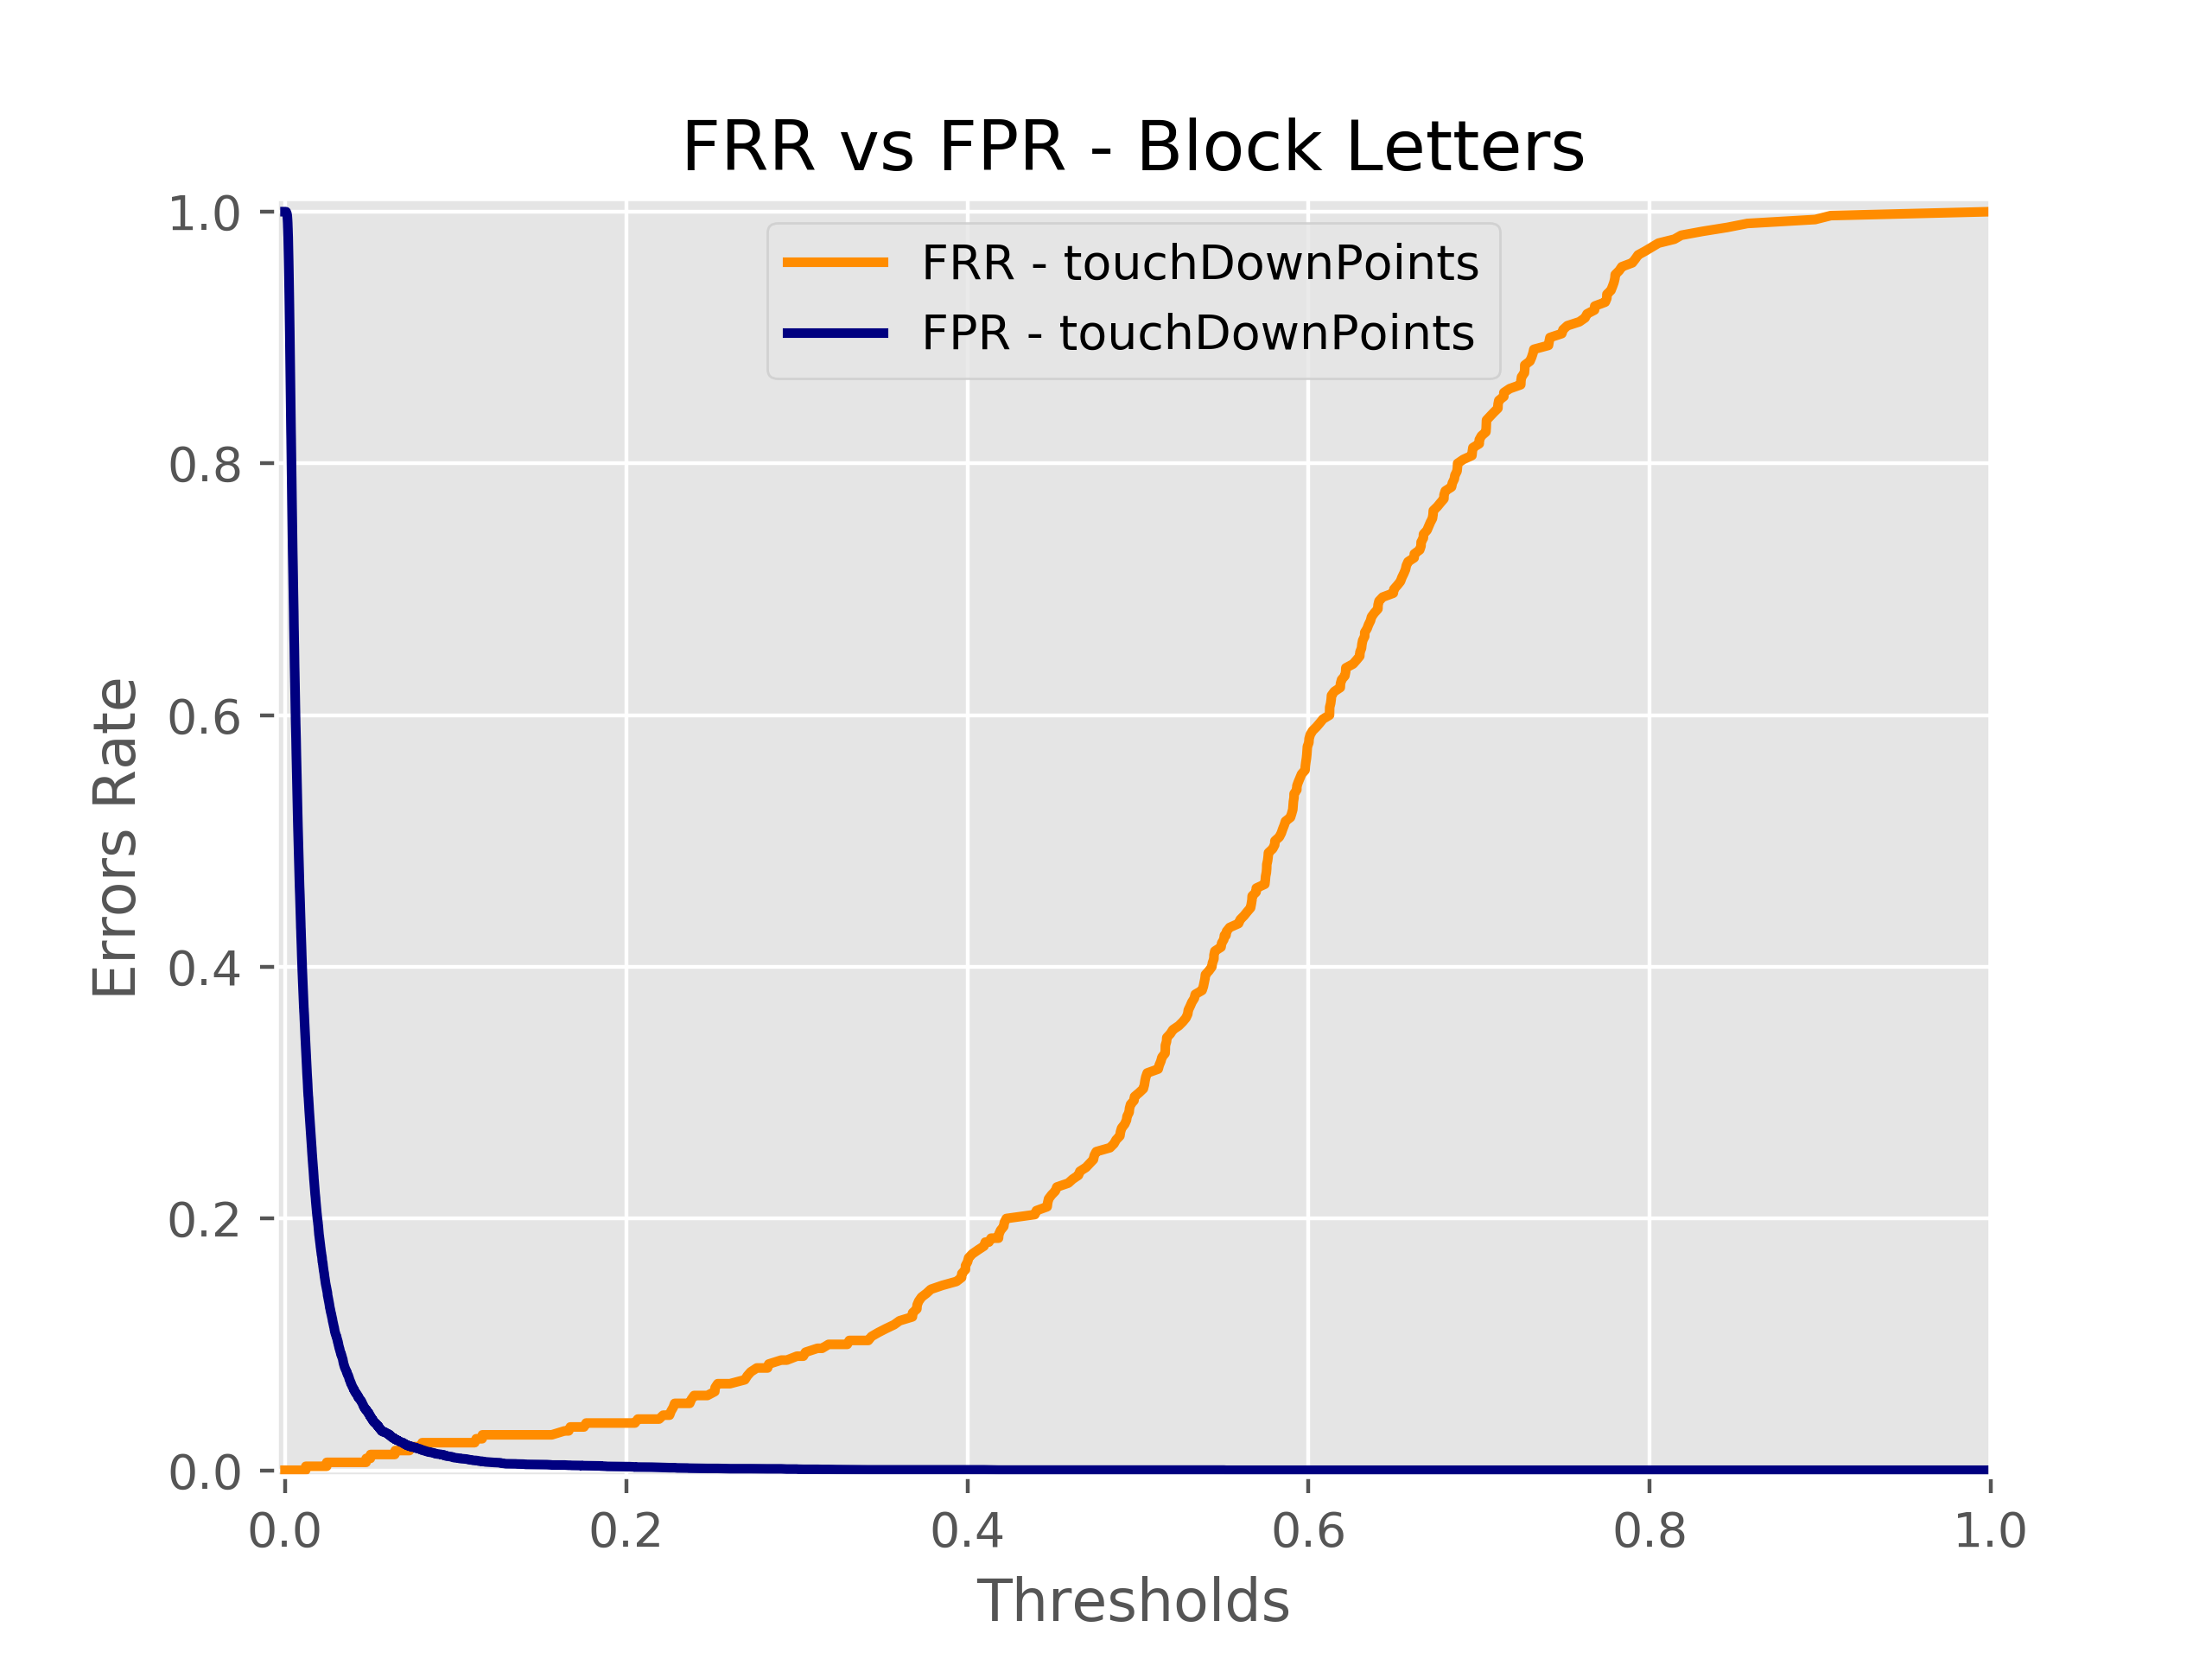 FRR vs FPR - Block Letters
FRR - touchDownPoints
FPR - touchDownPoints
1.0
0.8
0.6
0.4
0.2
0.0
Errors Rate
0.0 0.2 0.4 0.6 0.8 1.0
Thresholds